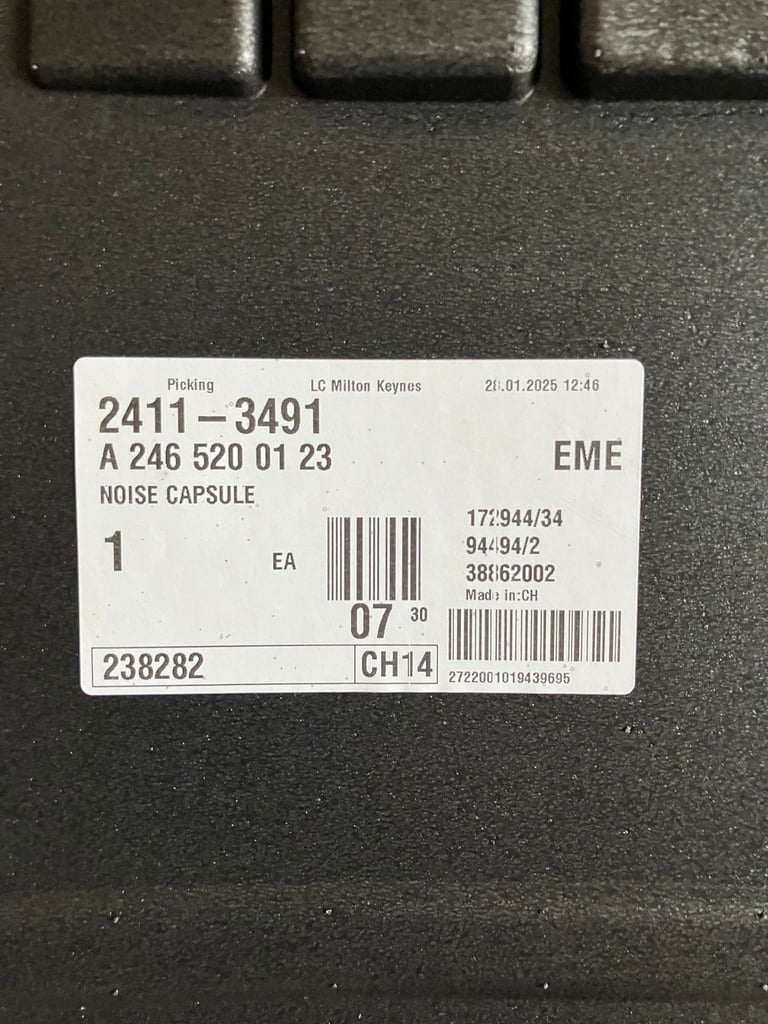 Picking LC Milton Keynes 28.01.2025 12:46
2411-3491
A 246 520 01 23 EME
NOISE CAPSULE
172944/34
94494/2
1 EA 38862002
Made in:CH
07 30
238282 CH14
2722001019439695